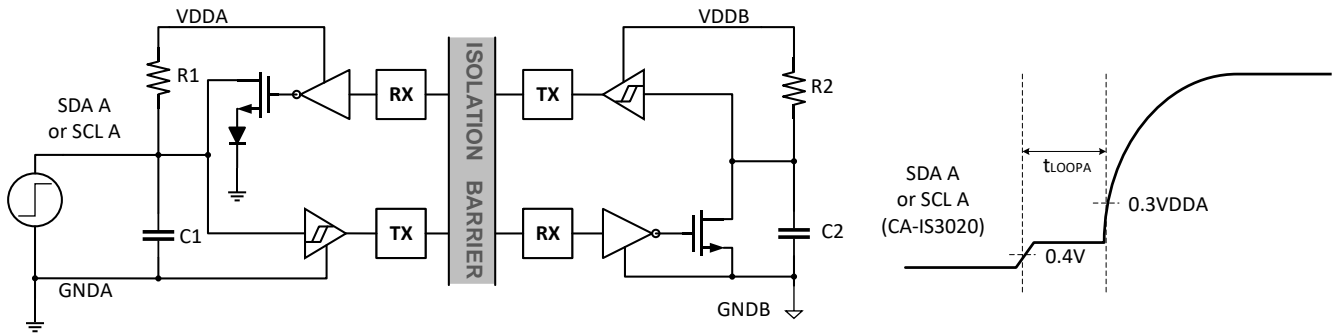 VDDA
R1
SDA A
or SCL A
RX
ISOLATION BARRIER
TX
VDDB
R2
C1
TX
RX
C2
GNDA
GNDB
tLOOPA
SDA A
or SCL A
(CA-IS3020)
0.3VDDA
0.4V